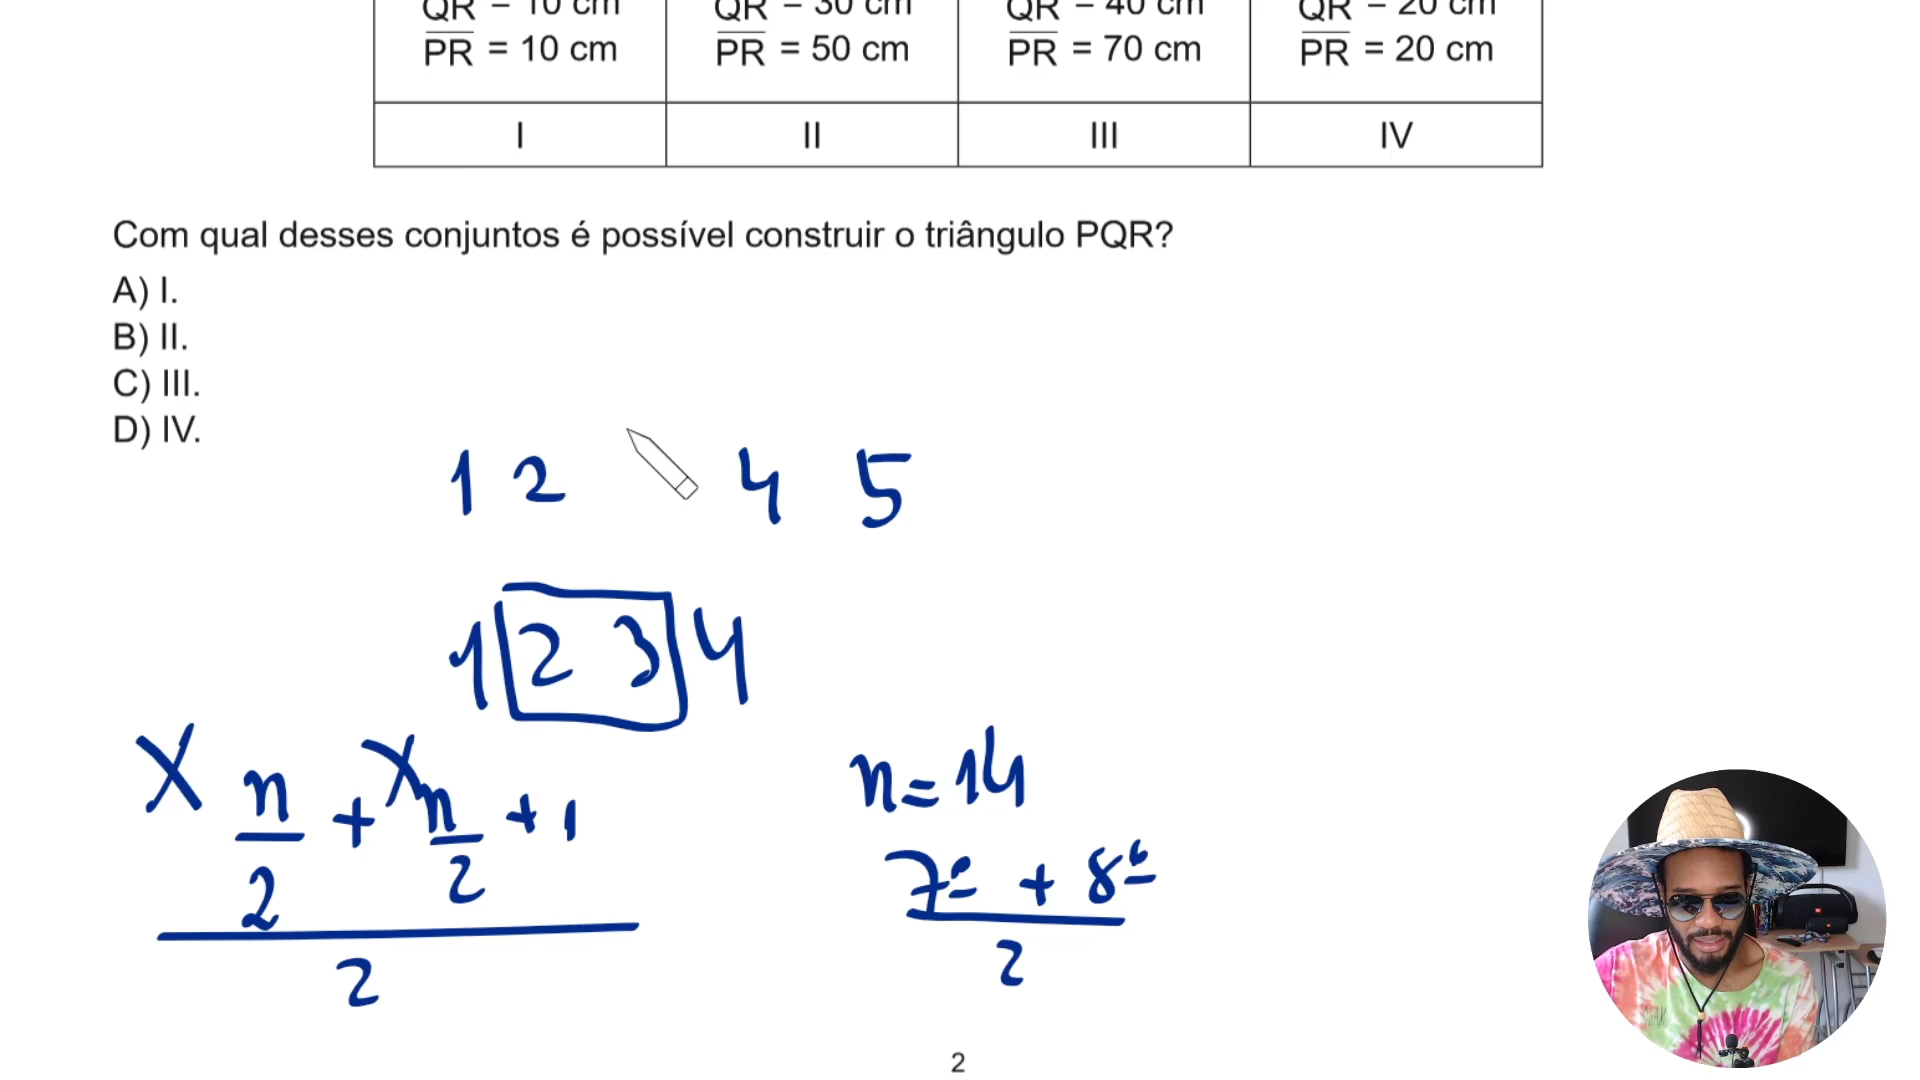 QR = 10 cm QR = 30 cm QR = 40 cm QR = 20 cm
PR = 10 cm PR = 50 cm PR = 70 cm PR = 20 cm
I II III IV
Com qual desses conjuntos é possível construir o triângulo PQR?
A) I.
B) II.
C) III.
D) IV.
1 2 4 5
1 2 3 4
x n/2 + x n/2 + 1
2
n = 14
7º + 8º
2
2